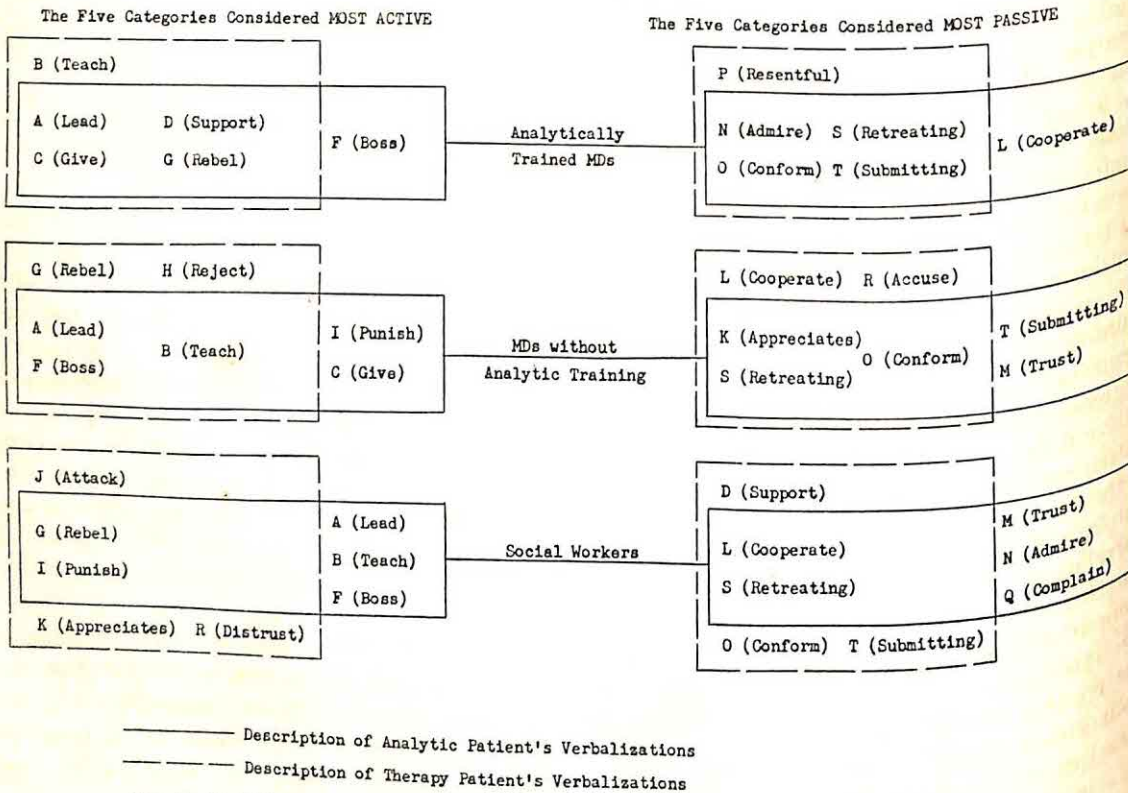 The Five Categories Considered MOST ACTIVE
The Five Categories Considered MOST PASSIVE
B (Teach)
A (Lead) D (Support)
C (Give) G (Rebel)
F (Boss)
Analytically
Trained MDs
P (Resentful)
N (Admire) S (Retreating)
O (Conform) T (Submitting)
L (Cooperate)
G (Rebel) H (Reject)
A (Lead)
B (Teach)
F (Boss)
I (Punish)
C (Give)
MDs without
Analytic Training
L (Cooperate) R (Accuse)
K (Appreciates)
O (Conform)
S (Retreating)
T (Submitting)
M (Trust)
J (Attack)
G (Rebel)
I (Punish)
A (Lead)
B (Teach)
F (Boss)
K (Appreciates) R (Distrust)
Social Workers
D (Support)
L (Cooperate)
S (Retreating)
M (Trust)
N (Admire)
Q (Complain)
O (Conform) T (Submitting)
Description of Analytic Patient's Verbalizations
Description of Therapy Patient's Verbalizations